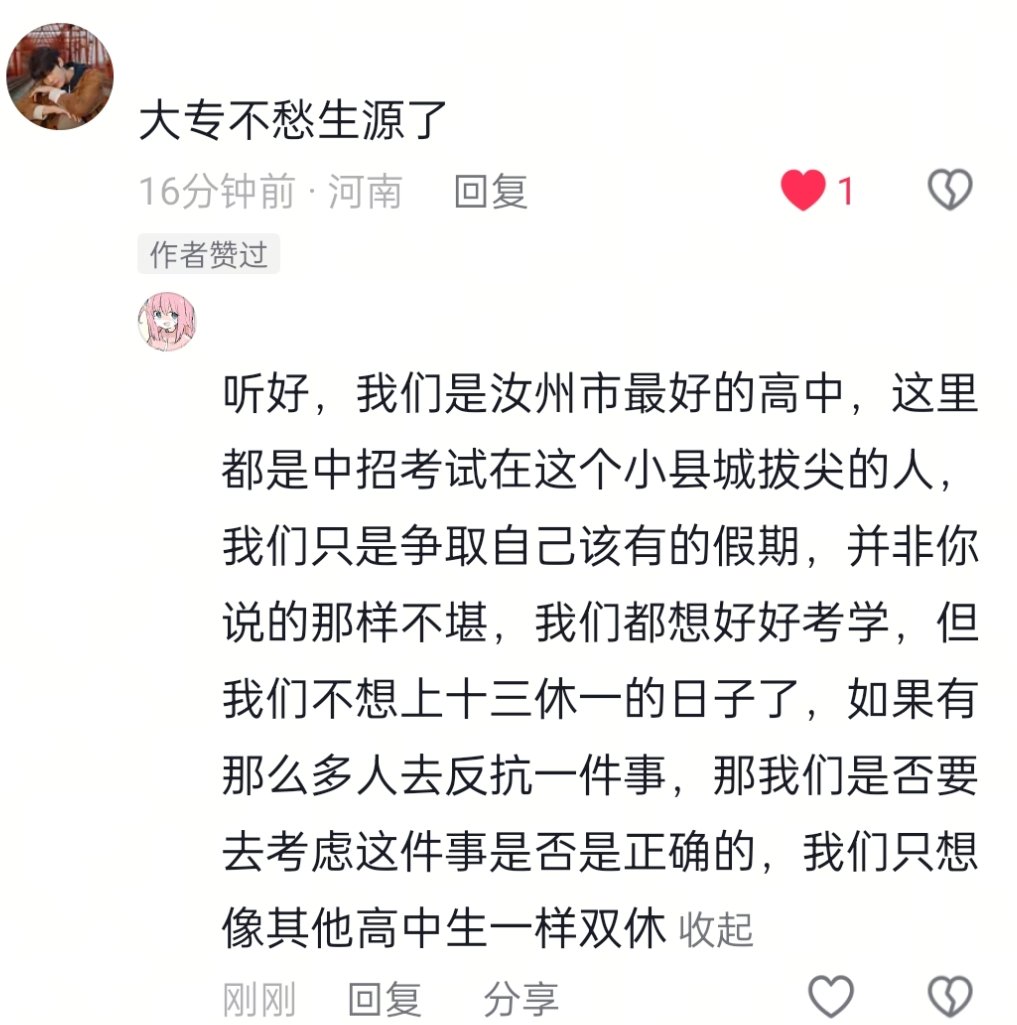 大专不愁生源了
16分钟前 · 河南 回复 1
作者赞过
听好，我们是汝州市最好的高中，这里
都是中招考试在这个小县城拔尖的人，
我们只是争取自己该有的假期，并非你
说的那样不堪，我们都想好好考学，但
我们不想上十三休一的日子了，如果有
那么多人去反抗一件事，那我们是否要
去考虑这件事是否是正确的，我们只想
像其他高中生一样双休 收起
刚刚 回复 分享